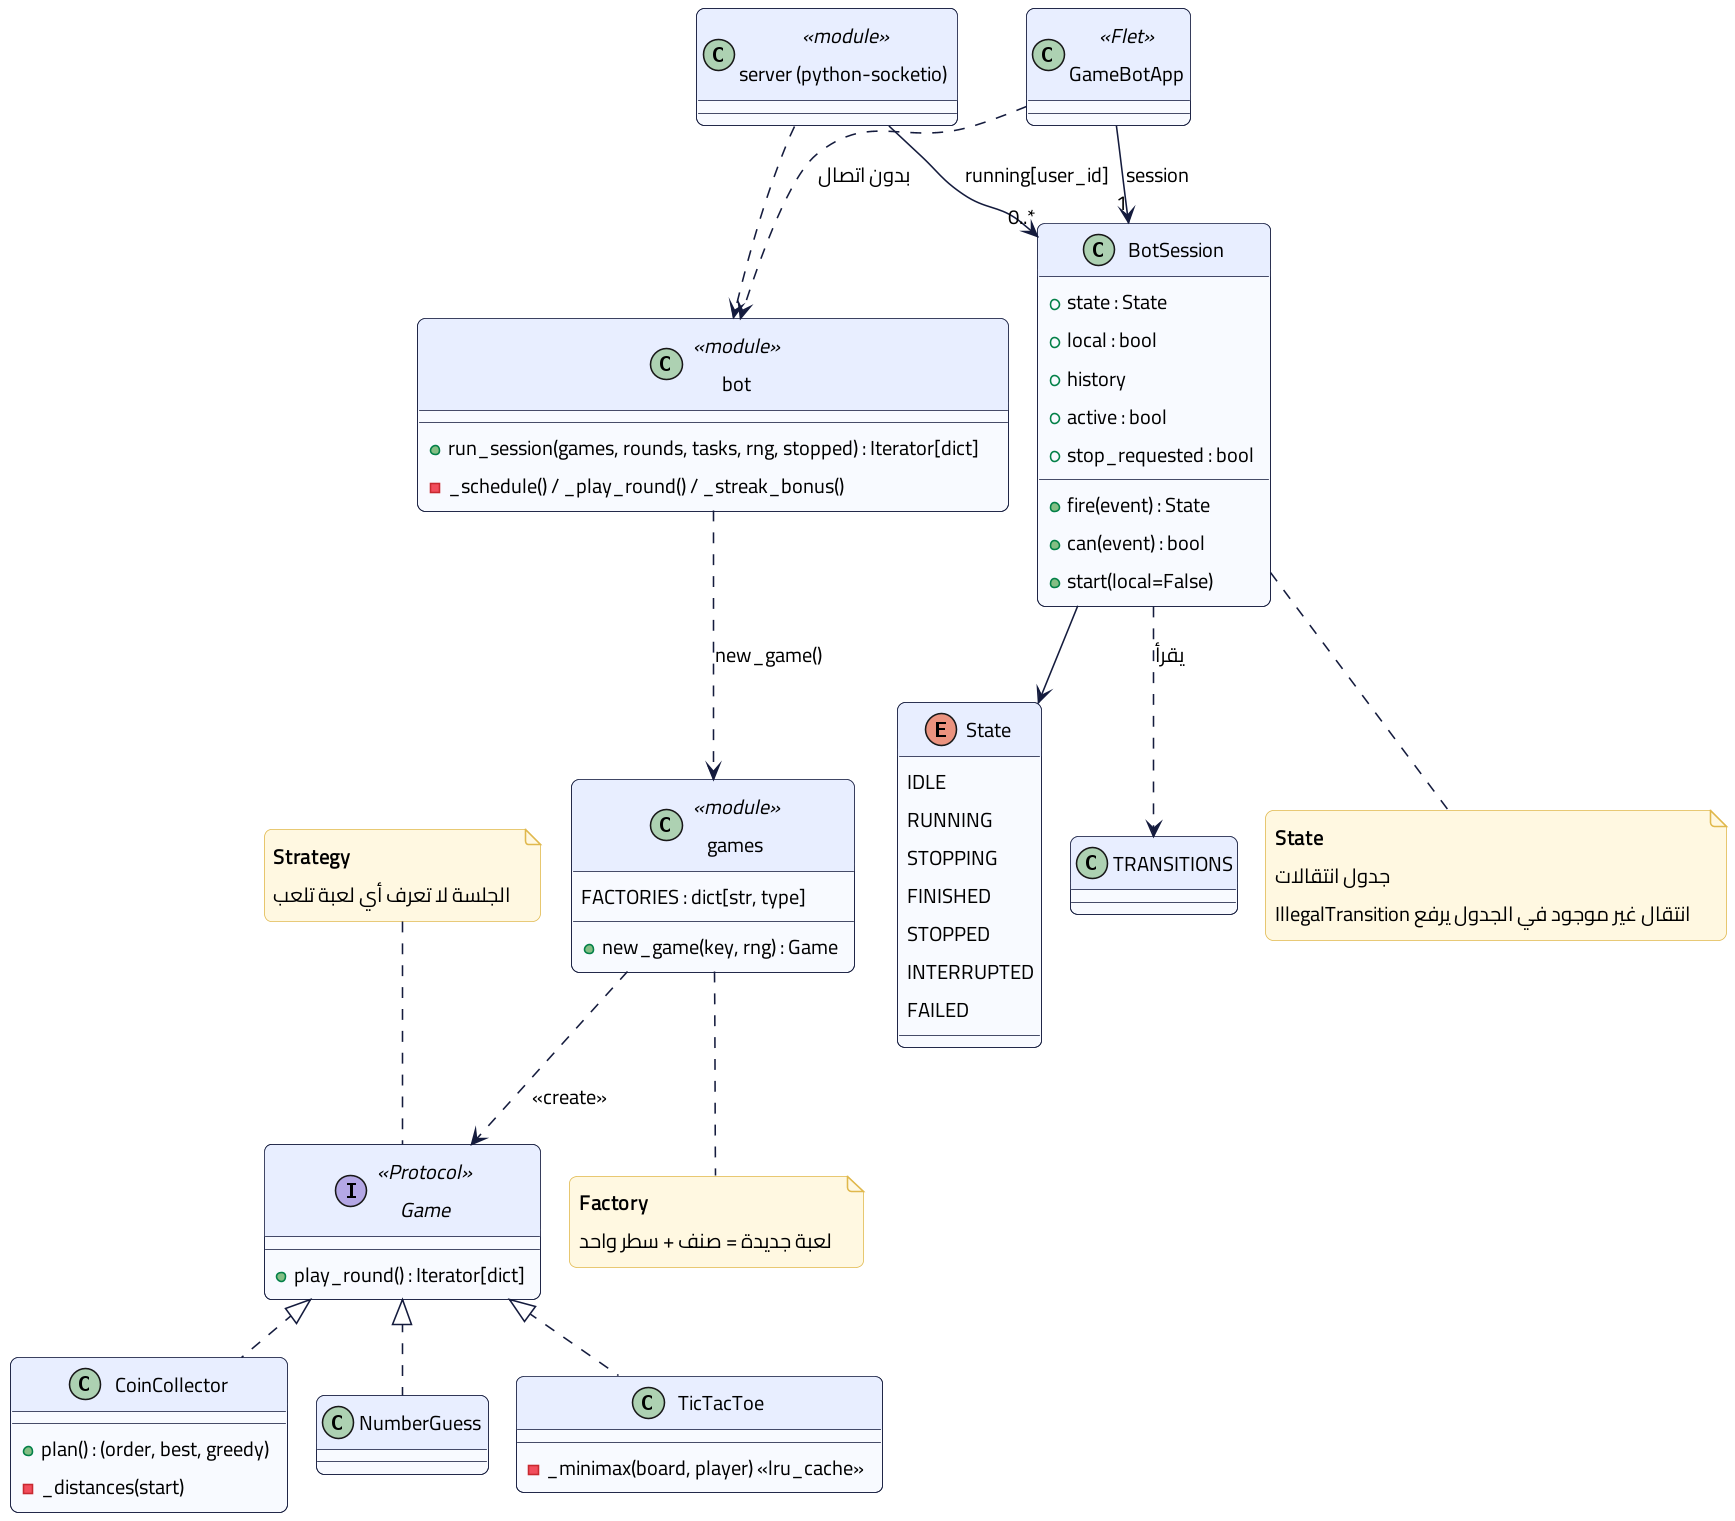 «module»
server (python-socketio)
«Flet»
GameBotApp
بدون اتصال
running[user_id]
session
0..*
1
BotSession
state : State
local : bool
history
active : bool
stop_requested : bool
fire(event) : State
can(event) : bool
start(local=False)
«module»
bot
run_session(games, rounds, tasks, rng, stopped) : Iterator[dict]
_schedule() / _play_round() / _streak_bonus()
new_game()
يقرأ
State
IDLE
RUNNING
STOPPING
FINISHED
STOPPED
INTERRUPTED
FAILED
TRANSITIONS
State
جدول انتقالات
انتقال غير موجود في الجدول يرفع IllegalTransition
«module»
games
FACTORIES : dict[str, type]
new_game(key, rng) : Game
Strategy
الجلسة لا تعرف أي لعبة تلعب
«create»
«Protocol»
Game
play_round() : Iterator[dict]
Factory
لعبة جديدة = صنف + سطر واحد
CoinCollector
plan() : (order, best, greedy)
_distances(start)
NumberGuess
TicTacToe
_minimax(board, player) «lru_cache»